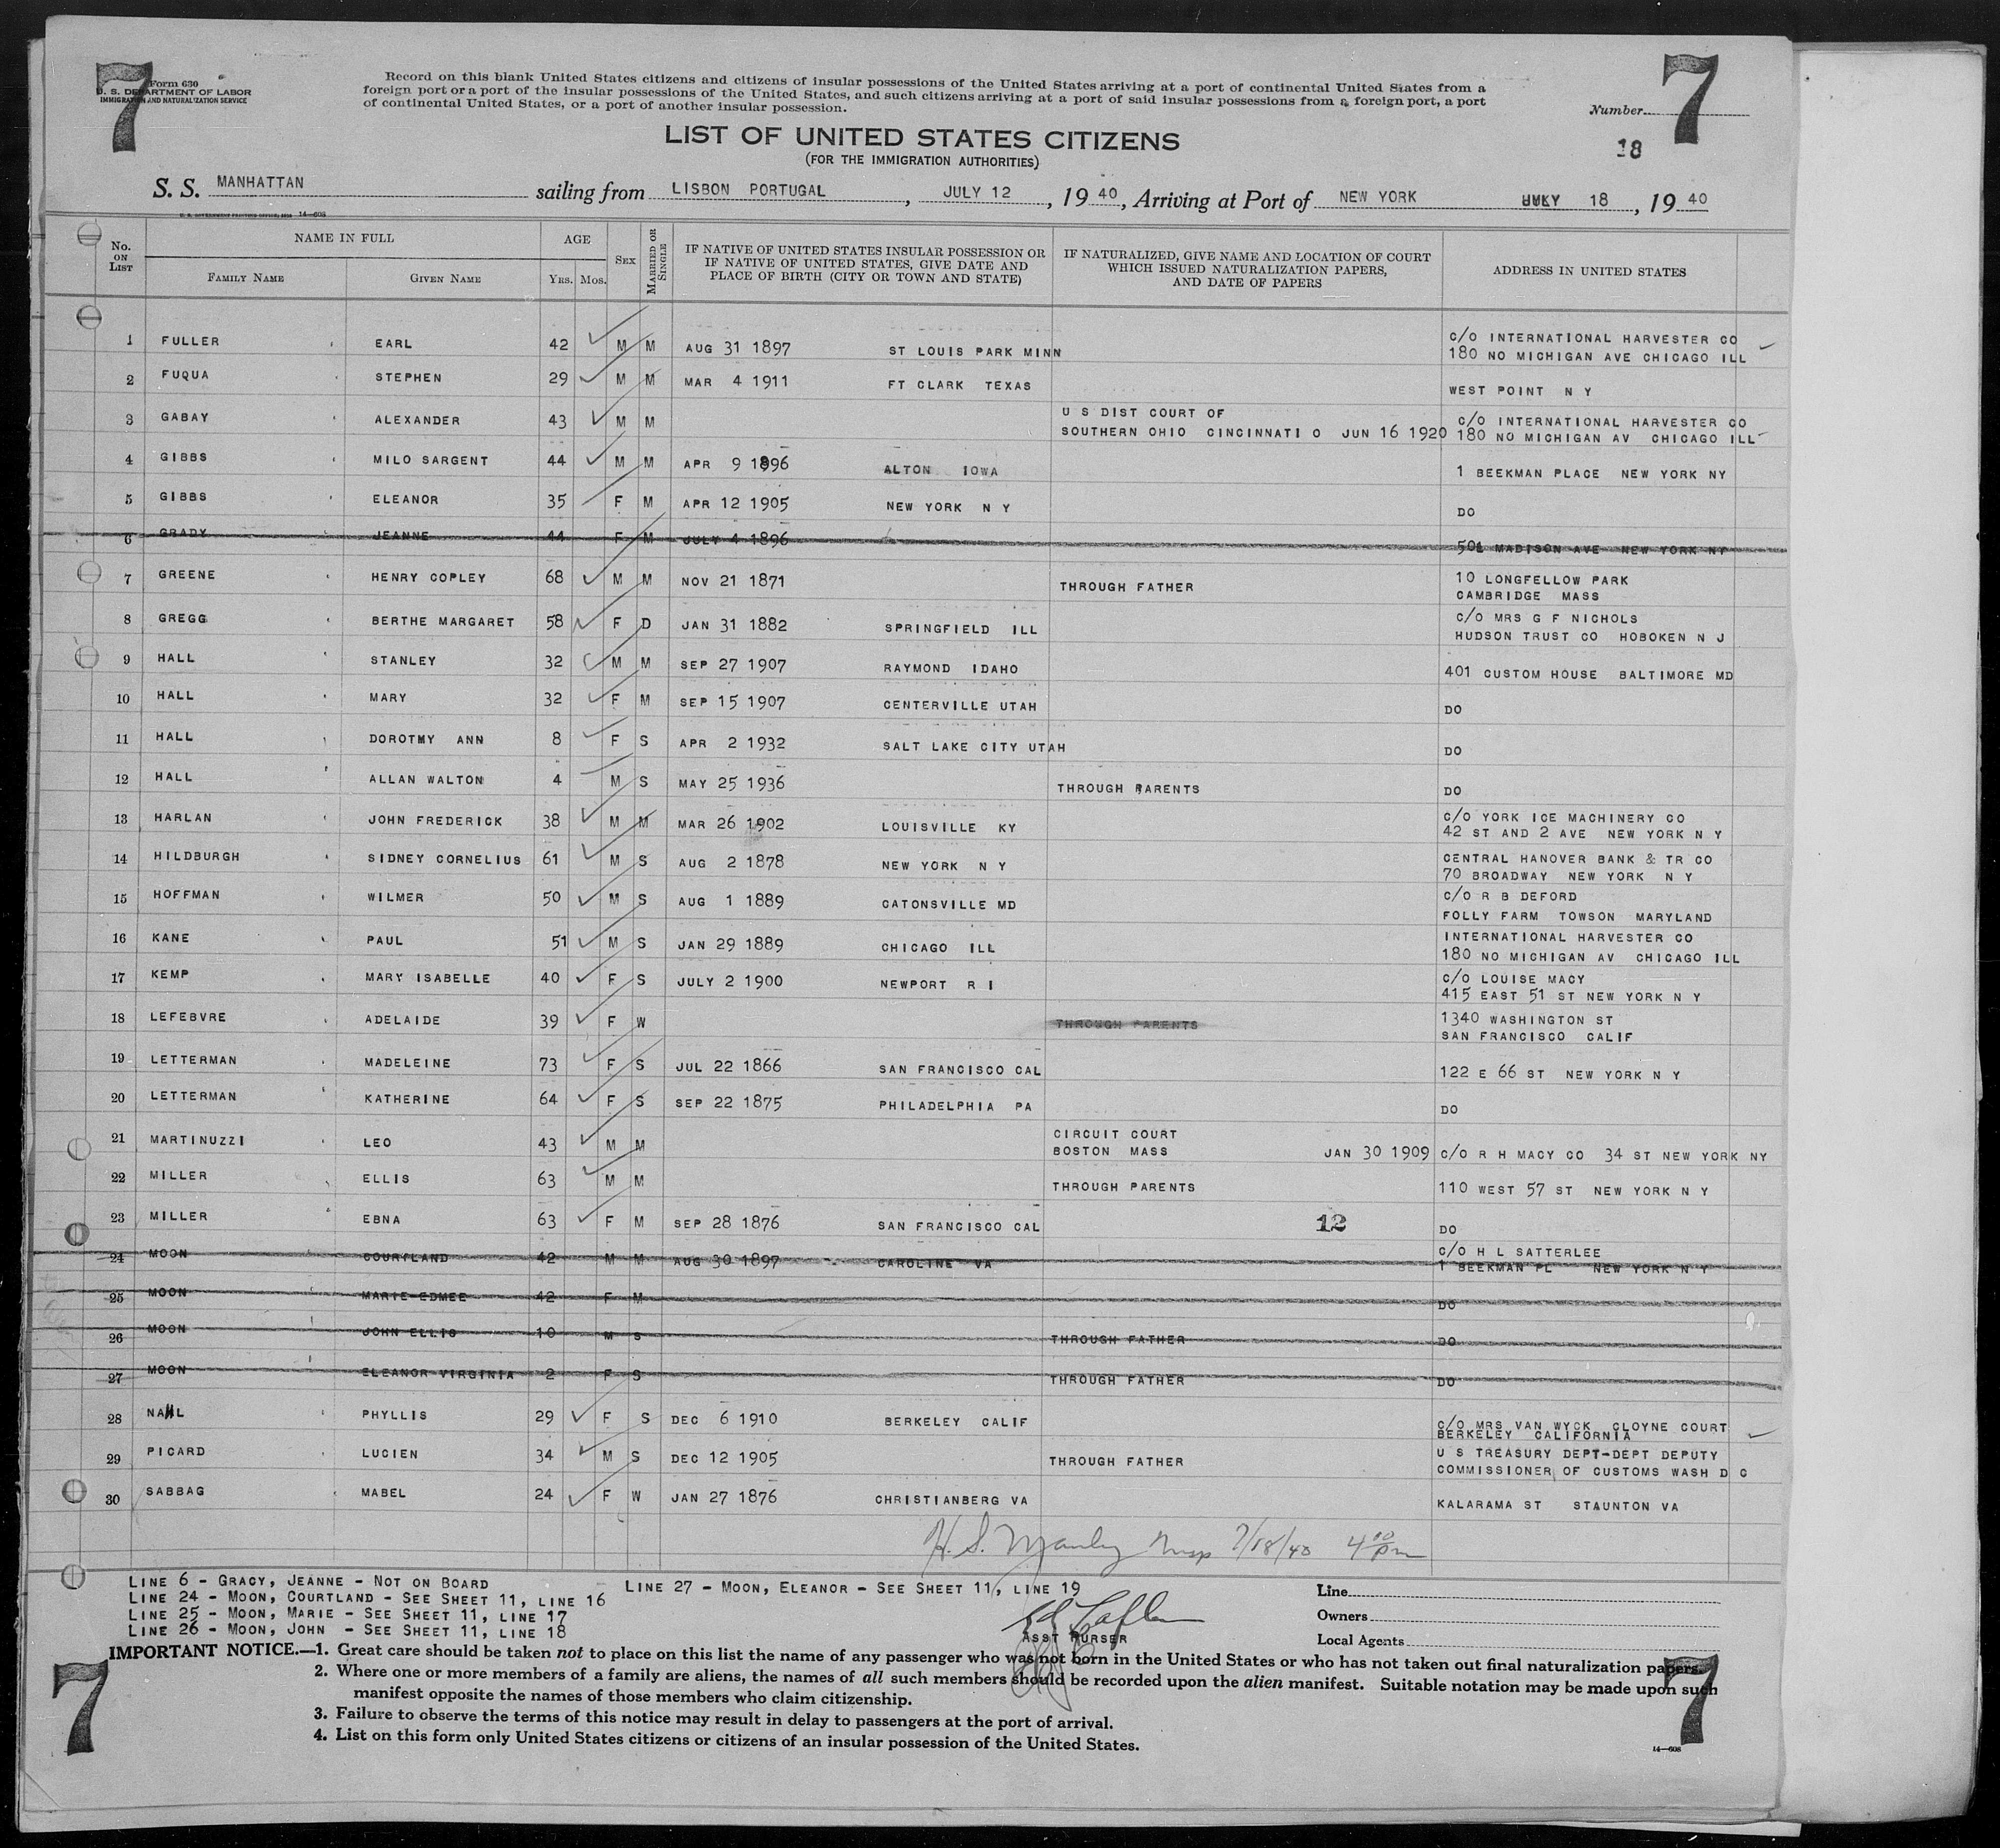 7 7
Form 630
U. S. DEPARTMENT OF LABOR
IMMIGRATION AND NATURALIZATION SERVICE
Record on this blank United States citizens and citizens of insular possessions of the United States arriving at a port of continental United States from a
foreign port or a port of the insular possessions of the United States, and such citizens arriving at a port of said insular possessions from a foreign port, a port
of continental United States, or a port of another insular possession.
Number
LIST OF UNITED STATES CITIZENS
(FOR THE IMMIGRATION AUTHORITIES)
18
S. S. MANHATTAN sailing from LISBON PORTUGAL, JULY 12, 19 40, Arriving at Port of NEW YORK JULY 18, 19 40
U. S. GOVERNMENT PRINTING OFFICE 14—608
No. ON LIST NAME IN FULL AGE SEX MARRIED OR SINGLE IF NATIVE OF UNITED STATES INSULAR POSSESSION OR IF NATIVE OF UNITED STATES, GIVE DATE AND PLACE OF BIRTH (CITY OR TOWN AND STATE) IF NATURALIZED, GIVE NAME AND LOCATION OF COURT WHICH ISSUED NATURALIZATION PAPERS, AND DATE OF PAPERS ADDRESS IN UNITED STATES
FAMILY NAME GIVEN NAME YRS. MOS.
1 FULLER EARL 42 M M AUG 31 1897 ST LOUIS PARK MINN C/O INTERNATIONAL HARVESTER CO
180 NO MICHIGAN AVE CHICAGO ILL
2 FUQUA STEPHEN 29 M M MAR 4 1911 FT CLARK TEXAS WEST POINT N Y
3 GABAY ALEXANDER 43 M M U S DIST COURT OF C/O INTERNATIONAL HARVESTER CO
SOUTHERN OHIO CINCINNATI O JUN 16 1920 180 NO MICHIGAN AV CHICAGO ILL
4 GIBBS MILO SARGENT 44 M M APR 9 1896 ALTON IOWA 1 BEEKMAN PLACE NEW YORK NY
5 GIBBS ELEANOR 35 F M APR 12 1905 NEW YORK N Y DO
6 GRADY JEANNE 44 F M JULY 4 1896 501 MADISON AVE NEW YORK NY
7 GREENE HENRY COPLEY 68 M M NOV 21 1871 THROUGH FATHER 10 LONGFELLOW PARK
CAMBRIDGE MASS
8 GREGG BERTHE MARGARET 58 F D JAN 31 1882 SPRINGFIELD ILL C/O MRS G F NICHOLS
HUDSON TRUST CO HOBOKEN N J
9 HALL STANLEY 32 M M SEP 27 1907 RAYMOND IDAHO 401 CUSTOM HOUSE BALTIMORE MD
10 HALL MARY 32 F M SEP 15 1907 CENTERVILLE UTAH DO
11 HALL DOROTHY ANN 8 F S APR 2 1932 SALT LAKE CITY UTAH DO
12 HALL ALLAN WALTON 4 M S MAY 25 1936 THROUGH PARENTS DO
13 HARLAN JOHN FREDERICK 38 M M MAR 26 1902 LOUISVILLE KY C/O YORK ICE MACHINERY CO
42 ST AND 2 AVE NEW YORK N Y
14 HILDBURGH SIDNEY CORNELIUS 61 M S AUG 2 1878 NEW YORK N Y CENTRAL HANOVER BANK & TR CO
70 BROADWAY NEW YORK N Y
15 HOFFMAN WILMER 50 M S AUG 1 1889 CATONSVILLE MD C/O R B DEFORD
FOLLY FARM TOWSON MARYLAND
16 KANE PAUL 51 M S JAN 29 1889 CHICAGO ILL INTERNATIONAL HARVESTER CO
180 NO MICHIGAN AV CHICAGO ILL
17 KEMP MARY ISABELLE 40 F S JULY 2 1900 NEWPORT R I C/O LOUISE MACY
415 EAST 51 ST NEW YORK N Y
18 LEFEBVRE ADELAIDE 39 F W THROUGH PARENTS 1340 WASHINGTON ST
SAN FRANCISCO CALIF
19 LETTERMAN MADELEINE 73 F S JUL 22 1866 SAN FRANCISCO CAL 122 E 66 ST NEW YORK N Y
20 LETTERMAN KATHERINE 64 F S SEP 22 1875 PHILADELPHIA PA DO
21 MARTINUZZI LEO 43 M M CIRCUIT COURT
BOSTON MASS JAN 30 1909 C/O R H MACY CO 34 ST NEW YORK NY
22 MILLER ELLIS 63 M M THROUGH PARENTS 110 WEST 57 ST NEW YORK N Y
23 MILLER EBNA 63 F M SEP 28 1876 SAN FRANCISCO CAL 12 DO
24 MOON COURTLAND 42 M M AUG 30 1897 CAROLINE VA C/O H L SATTERLEE
1 BEEKMAN PL NEW YORK N Y
25 MOON MARIE EDMEE 42 F M DO
26 MOON JOHN ELLIS 10 M S THROUGH FATHER DO
27 MOON ELEANOR VIRGINIA 2 F S THROUGH FATHER DO
28 NAHL PHYLLIS 29 F S DEC 6 1910 BERKELEY CALIF C/O MRS VAN WYCK CLOYNE COURT
BERKELEY CALIFORNIA
29 PICARD LUCIEN 34 M S DEC 12 1905 THROUGH FATHER U S TREASURY DEPT-DEPT DEPUTY
COMMISSIONER OF CUSTOMS WASH D C
30 SABBAG MABEL 24 F W JAN 27 1876 CHRISTIANBERG VA KALARAMA ST STAUNTON VA
H. S. Manley Insp 7/18/40 4 10 pm
LINE 6 - GRACY, JEANNE - NOT ON BOARD LINE 27 - MOON, ELEANOR - SEE SHEET 11, LINE 19
LINE 24 - MOON, COURTLAND - SEE SHEET 11, LINE 16
LINE 25 - MOON, MARIE - SEE SHEET 11, LINE 17
LINE 26 - MOON, JOHN - SEE SHEET 11, LINE 18
ASST PURSER
Line
Owners
Local Agents
IMPORTANT NOTICE.—1. Great care should be taken not to place on this list the name of any passenger who was not born in the United States or who has not taken out final naturalization papers.
2. Where one or more members of a family are aliens, the names of all such members should be recorded upon the alien manifest. Suitable notation may be made upon such
manifest opposite the names of those members who claim citizenship.
3. Failure to observe the terms of this notice may result in delay to passengers at the port of arrival.
4. List on this form only United States citizens or citizens of an insular possession of the United States.
7 7
14—608